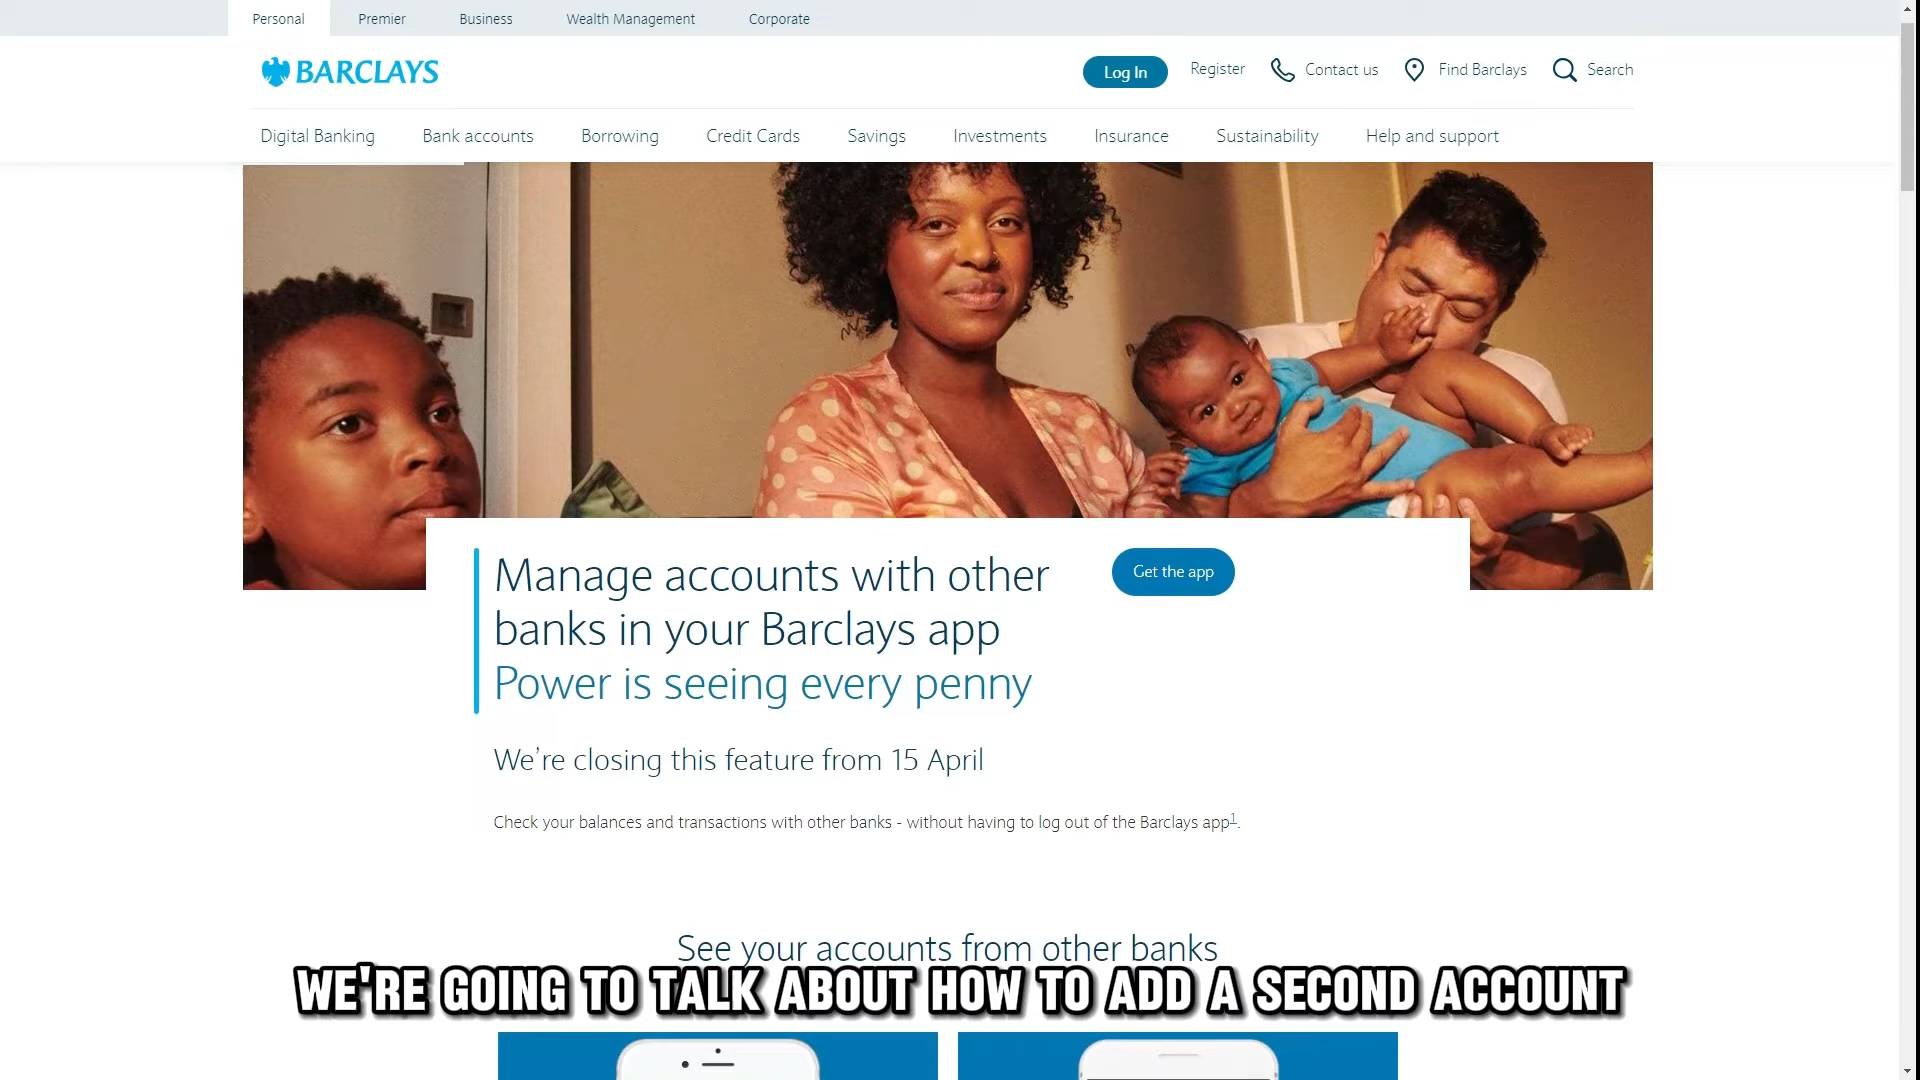 Personal Premier Business Wealth Management Corporate
BARCLAYS
Log In Register Contact us Find Barclays Search
Digital Banking Bank accounts Borrowing Credit Cards Savings Investments Insurance Sustainability Help and support
Manage accounts with other
banks in your Barclays app
Power is seeing every penny
Get the app
We’re closing this feature from 15 April
Check your balances and transactions with other banks - without having to log out of the Barclays app1.
See your accounts from other banks
WE'RE GOING TO TALK ABOUT HOW TO ADD A SECOND ACCOUNT